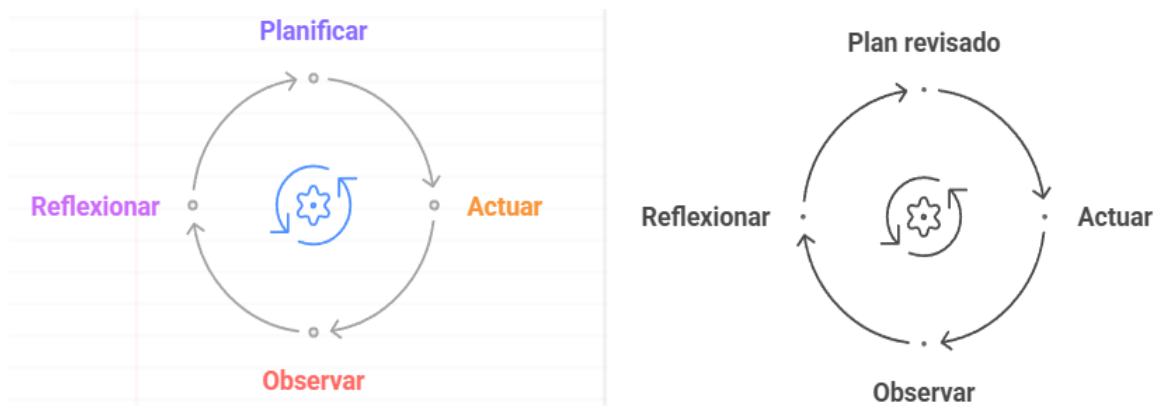 Planificar
Reflexionar
Actuar
Observar
Plan revisado
Reflexionar
Actuar
Observar